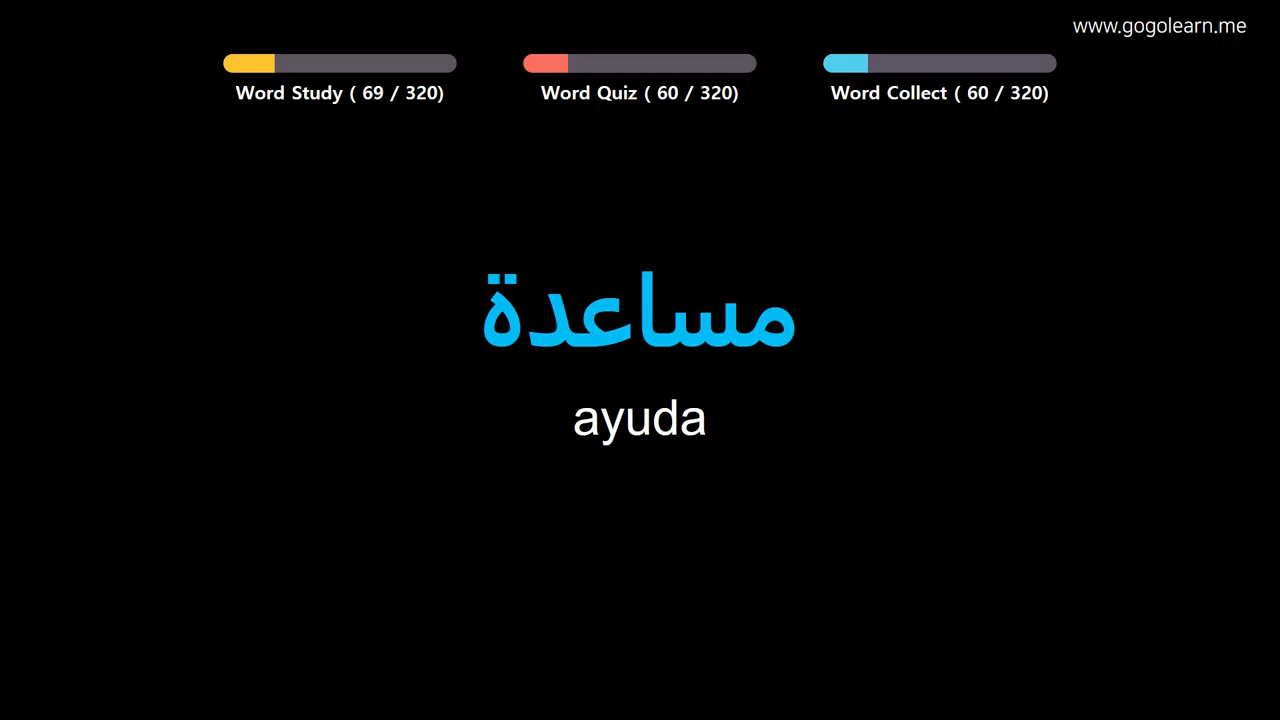 www.gogolearn.me
Word Study ( 69 / 320)
Word Quiz ( 60 / 320)
Word Collect ( 60 / 320)
مساعدة
ayuda